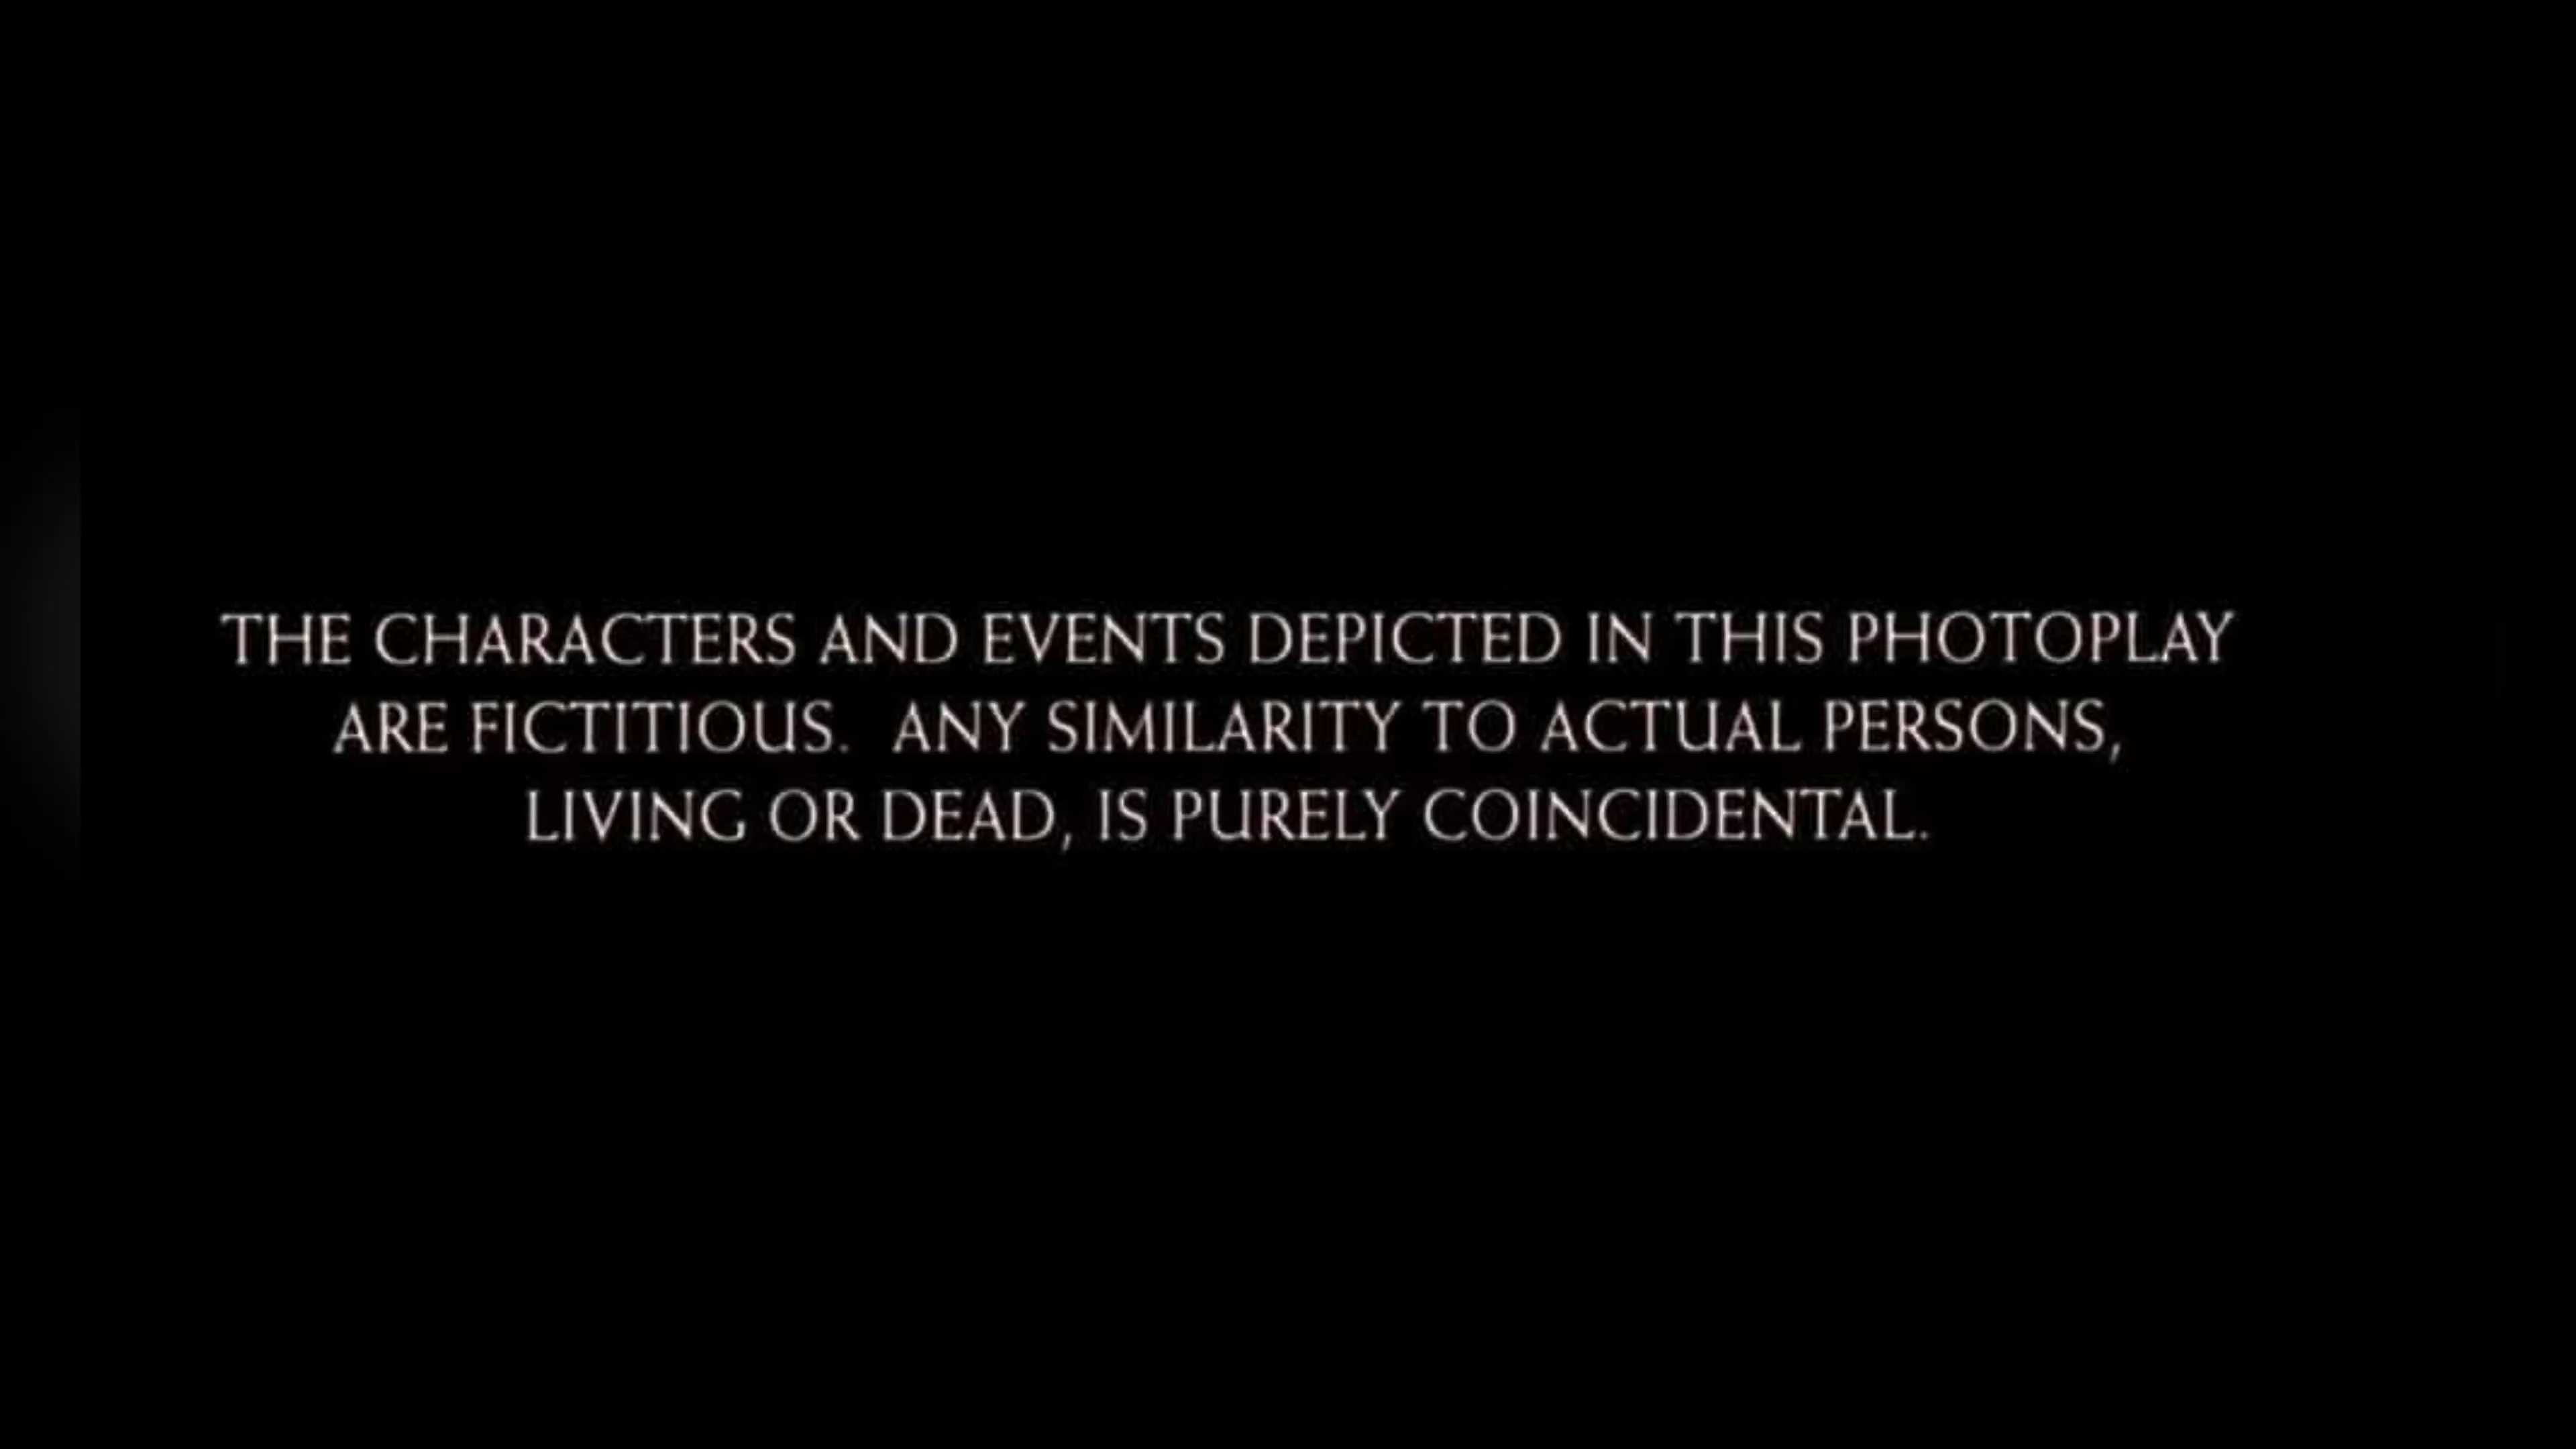 THE CHARACTERS AND EVENTS DEPICTED IN THIS PHOTOPLAY
ARE FICTITIOUS.  ANY SIMILARITY TO ACTUAL PERSONS,
LIVING OR DEAD, IS PURELY COINCIDENTAL.